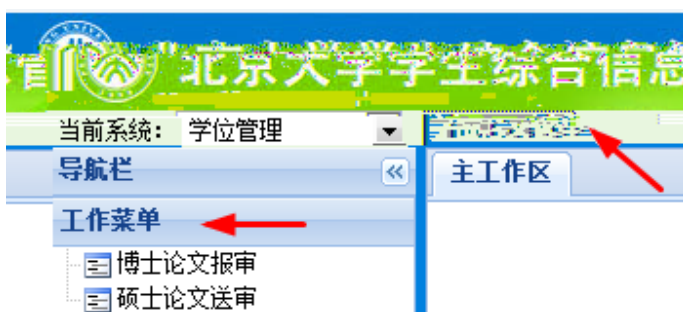 北京大学学生综合信息
当前系统： 学位管理
导航栏
主工作区
工作菜单
博士论文报审
硕士论文送审